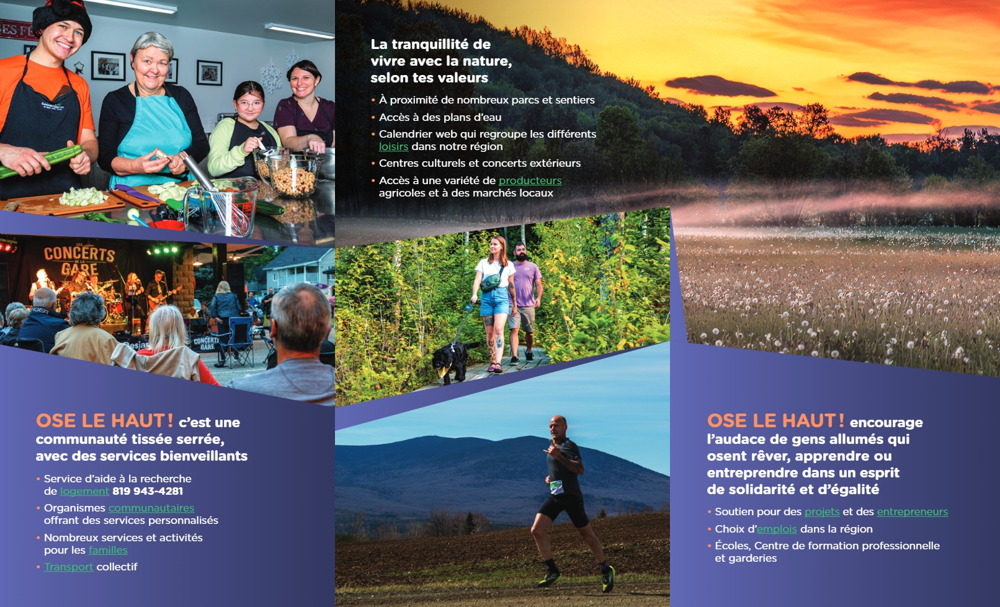 LES
CONCERTS
DE LA
GARE
CONCERTS
GARE
OSE LE HAUT ! c’est une
communauté tissée serrée,
avec des services bienveillants
• Service d’aide à la recherche
de logement 819 943-4281
• Organismes communautaires
offrant des services personnalisés
• Nombreux services et activités
pour les familles
• Transport collectif
La tranquillité de
vivre avec la nature,
selon tes valeurs
• À proximité de nombreux parcs et sentiers
• Accès à des plans d’eau
• Calendrier web qui regroupe les différents
loisirs dans notre région
• Centres culturels et concerts extérieurs
• Accès à une variété de producteurs
agricoles et à des marchés locaux
OSE LE HAUT ! encourage
l’audace de gens allumés qui
osent rêver, apprendre ou
entreprendre dans un esprit
de solidarité et d’égalité
• Soutien pour des projets et des entrepreneurs
• Choix d’emplois dans la région
• Écoles, Centre de formation professionnelle
et garderies